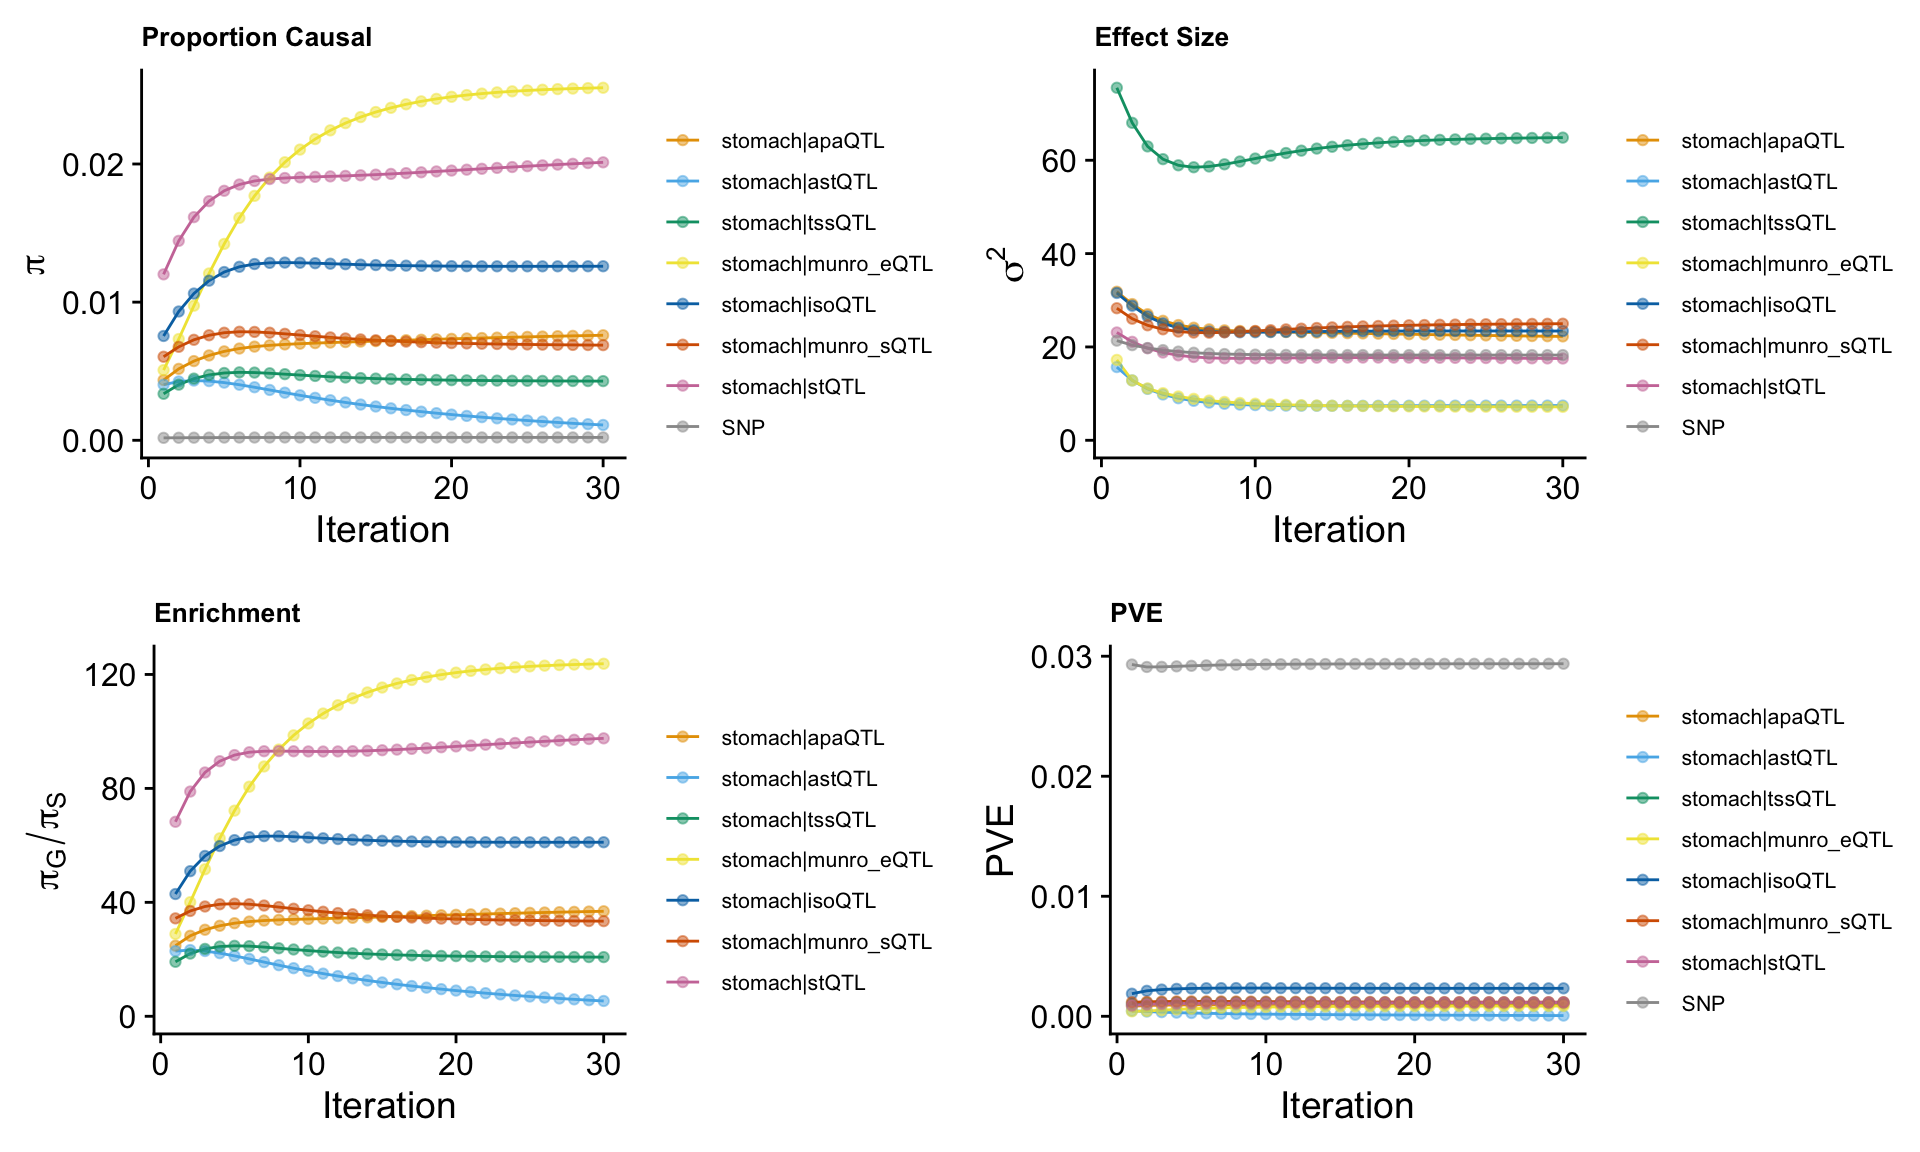 Proportion Causal
π
0.02
0.01
0.00
0 10 20 30
Iteration
stomach|apaQTL
stomach|astQTL
stomach|tssQTL
stomach|munro_eQTL
stomach|isoQTL
stomach|munro_sQTL
stomach|stQTL
SNP
Effect Size
σ²
60
40
20
0
0 10 20 30
Iteration
stomach|apaQTL
stomach|astQTL
stomach|tssQTL
stomach|munro_eQTL
stomach|isoQTL
stomach|munro_sQTL
stomach|stQTL
SNP
Enrichment
π_G/π_S
120
80
40
0
0 10 20 30
Iteration
stomach|apaQTL
stomach|astQTL
stomach|tssQTL
stomach|munro_eQTL
stomach|isoQTL
stomach|munro_sQTL
stomach|stQTL
PVE
PVE
0.03
0.02
0.01
0.00
0 10 20 30
Iteration
stomach|apaQTL
stomach|astQTL
stomach|tssQTL
stomach|munro_eQTL
stomach|isoQTL
stomach|munro_sQTL
stomach|stQTL
SNP